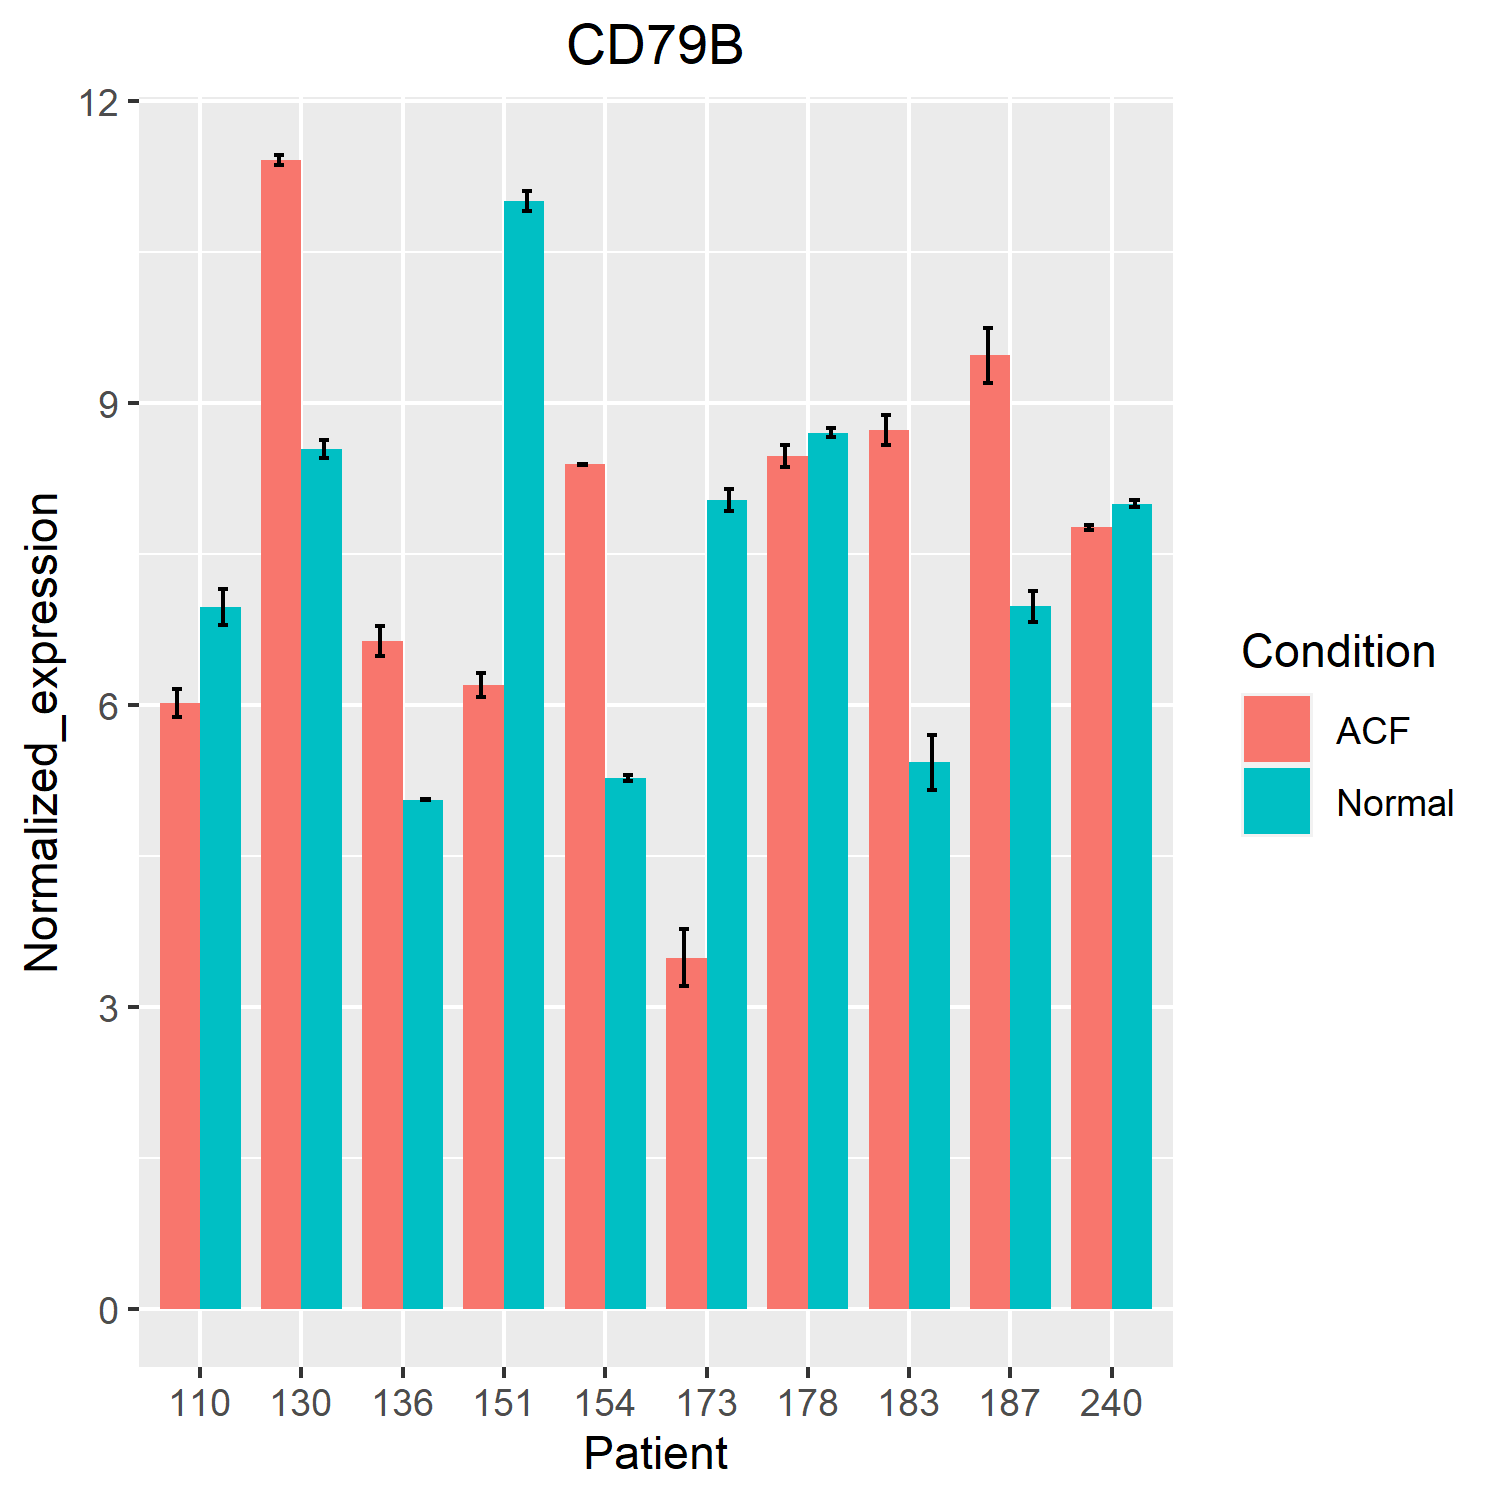 CD79B
12
9
6
3
0
Normalized_expression
110 130 136 151 154 173 178 183 187 240
Patient
Condition
ACF
Normal